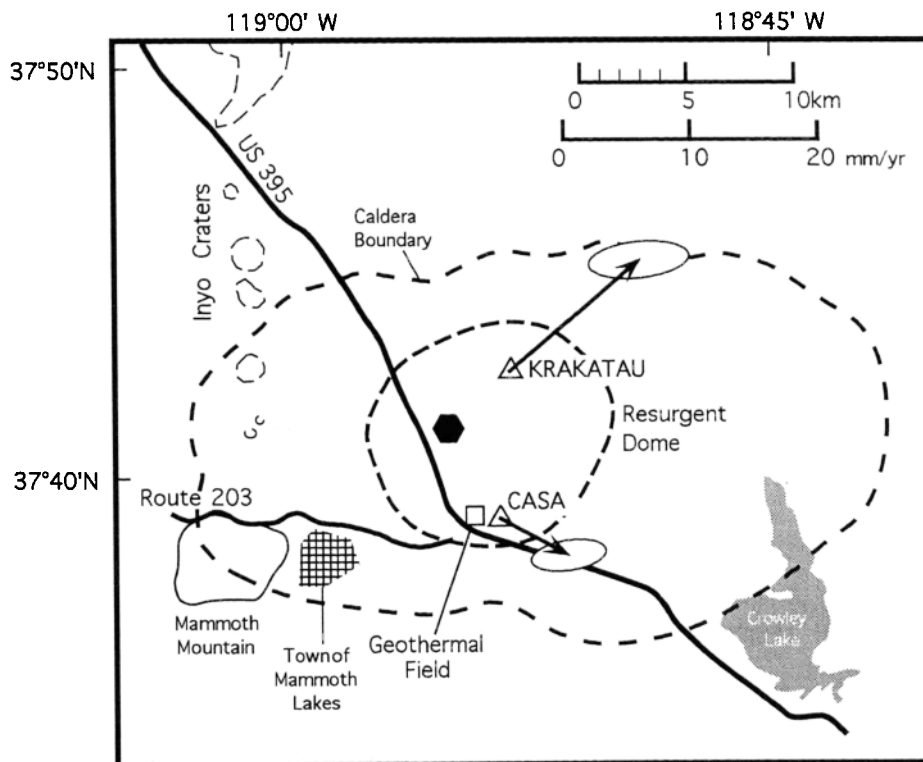 119°00' W
118°45' W
37°50'N
0
5
10km
0
10
20 mm/yr
US 395
Inyo Craters
Caldera
Boundary
KRAKATAU
Resurgent
Dome
37°40'N
Route 203
CASA
Mammoth
Mountain
Town of
Mammoth
Lakes
Geothermal
Field
Crowley
Lake